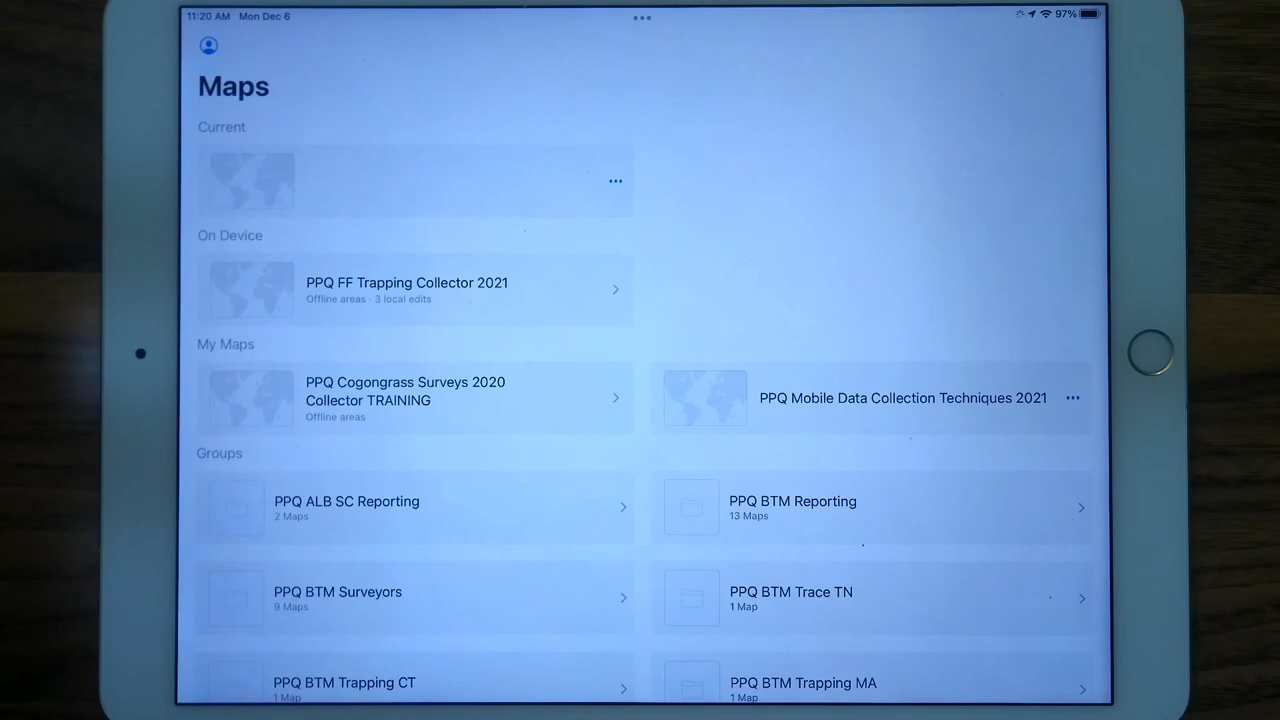 11:20 AM Mon Dec 6
97%
Maps
Current
On Device
PPQ FF Trapping Collector 2021
Offline areas · 3 local edits
My Maps
PPQ Cogongrass Surveys 2020
Collector TRAINING
Offline areas
PPQ Mobile Data Collection Techniques 2021
Groups
PPQ ALB SC Reporting
2 Maps
PPQ BTM Reporting
13 Maps
PPQ BTM Surveyors
9 Maps
PPQ BTM Trace TN
1 Map
PPQ BTM Trapping CT
1 Map
PPQ BTM Trapping MA
1 Map